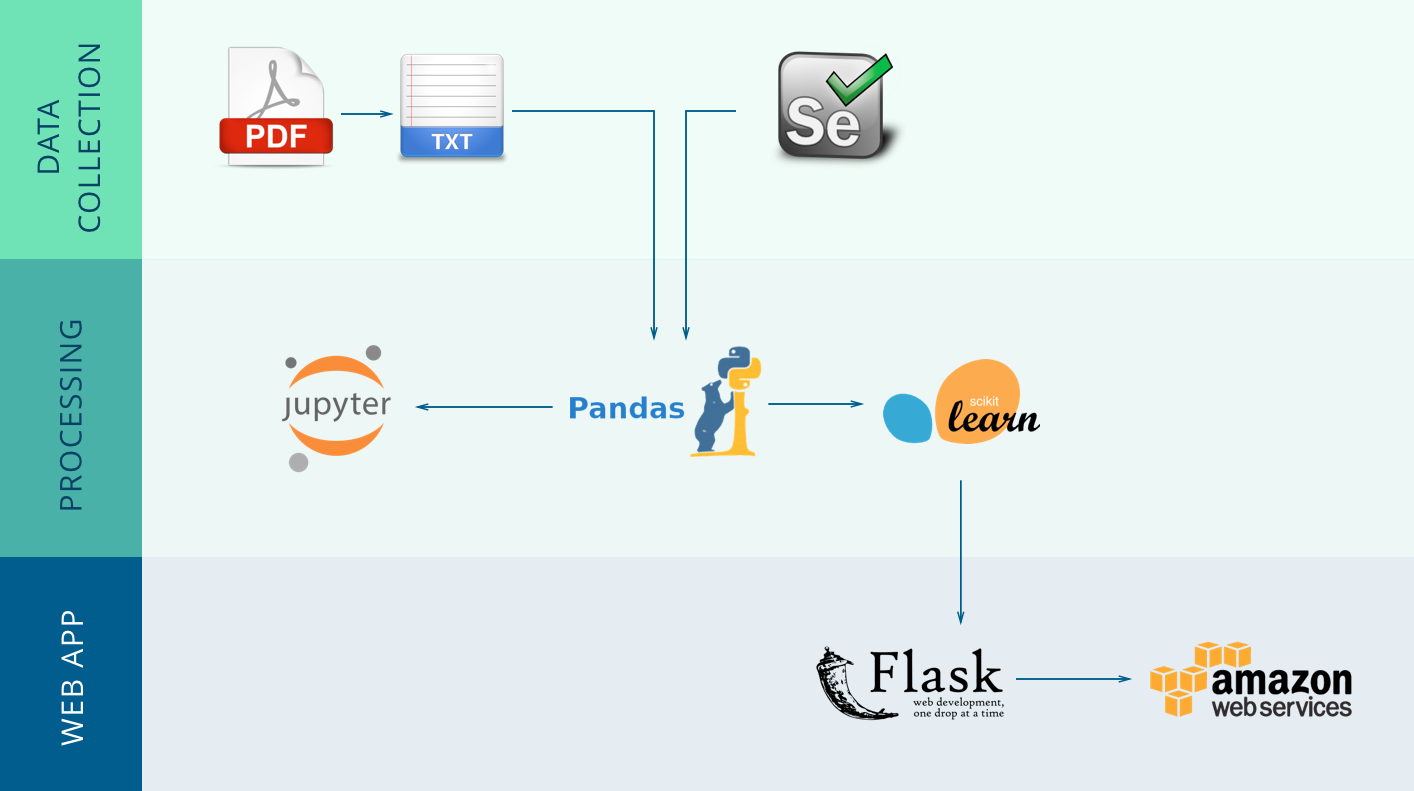 DATA
COLLECTION
PDF
TXT
Se
PROCESSING
jupyter
Pandas
scikit
learn
WEB APP
Flask
web development,
one drop at a time
amazon
web services